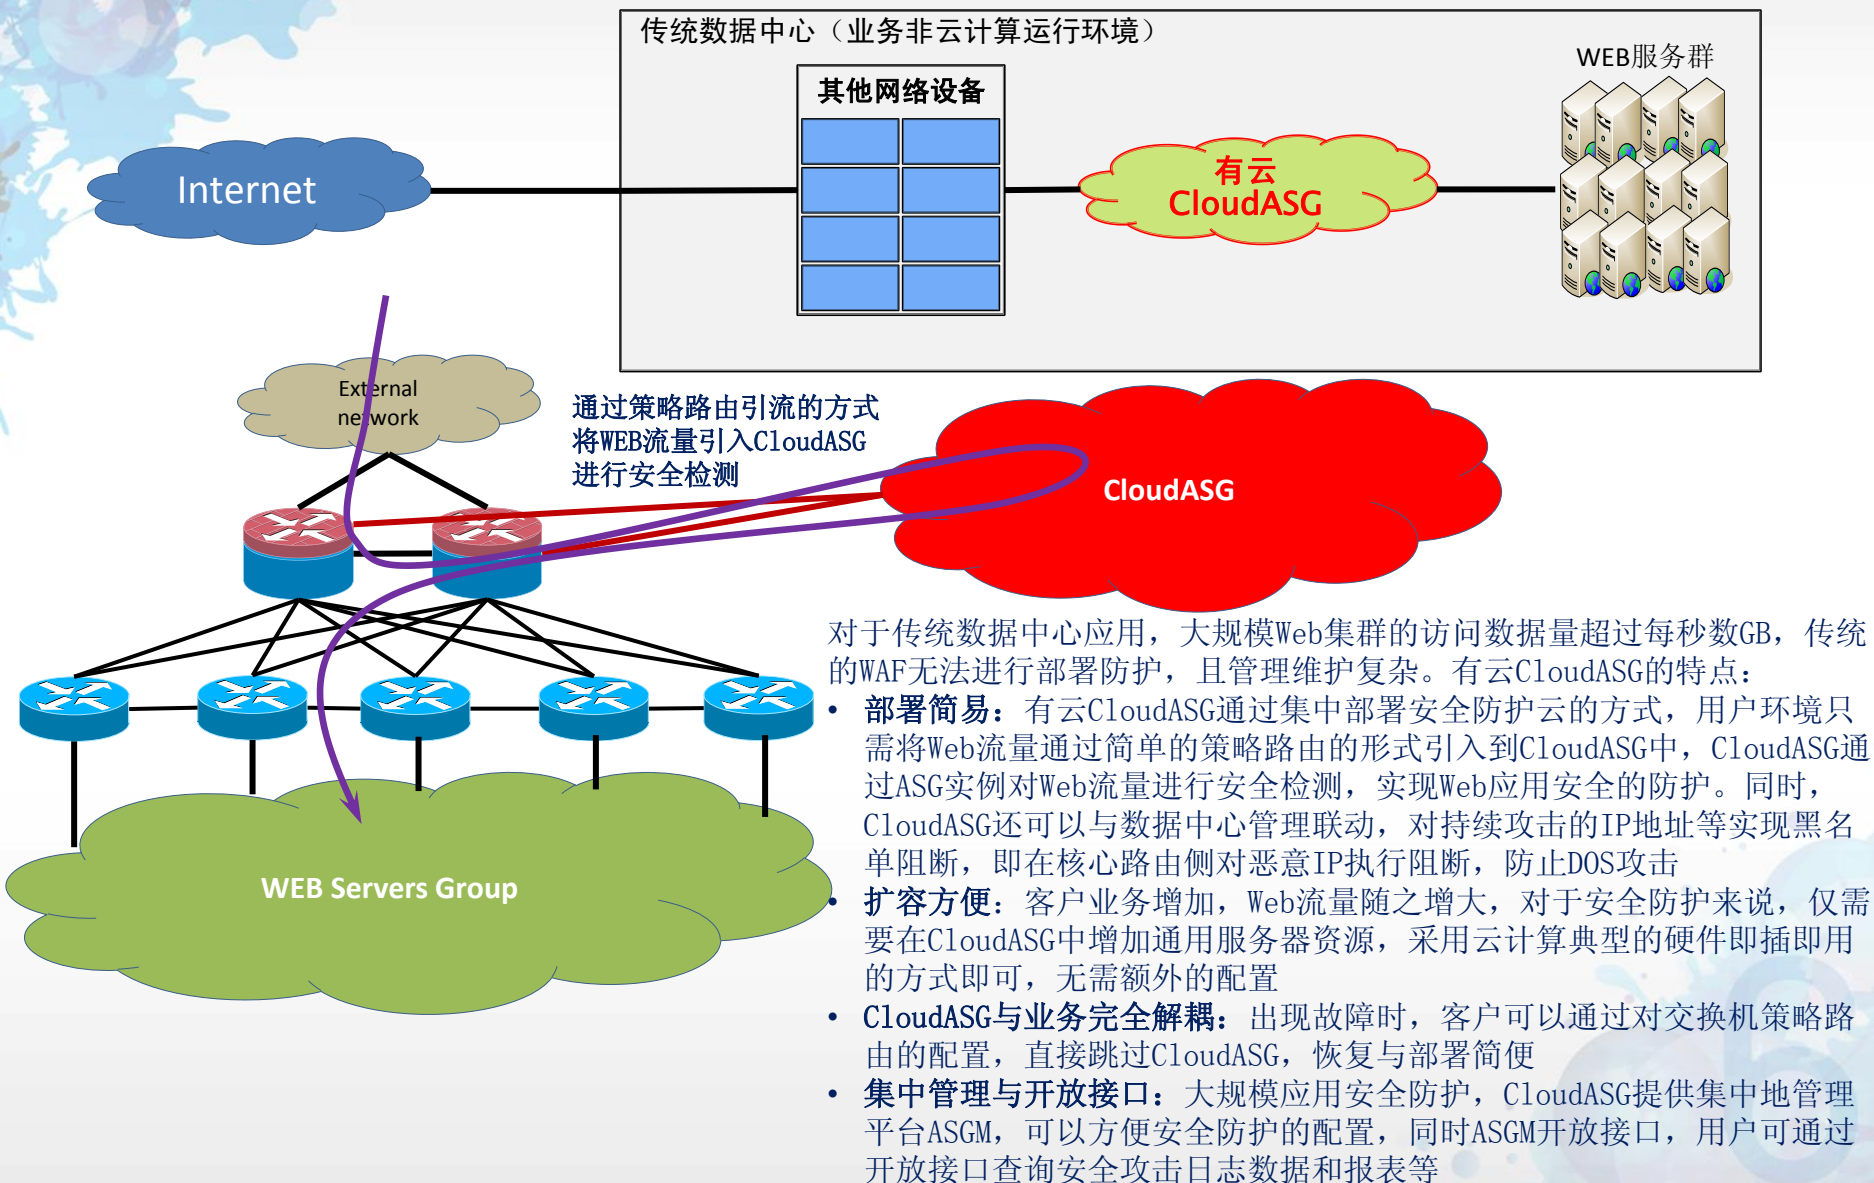 传统数据中心（业务非云计算运行环境）
WEB服务群
其他网络设备
Internet
有云
CloudASG
External
network
通过策略路由引流的方式
将WEB流量引入CloudASG
进行安全检测
CloudASG
WEB Servers Group
对于传统数据中心应用，大规模Web集群的访问数据量超过每秒数GB，传统
的WAF无法进行部署防护，且管理维护复杂。有云CloudASG的特点：
• 部署简易：有云CloudASG通过集中部署安全防护云的方式，用户环境只
需将Web流量通过简单的策略路由的形式引入到CloudASG中，CloudASG通
过ASG实例对Web流量进行安全检测，实现Web应用安全的防护。同时，
CloudASG还可以与数据中心管理联动，对持续攻击的IP地址等实现黑名
单阻断，即在核心路由侧对恶意IP执行阻断，防止DOS攻击
• 扩容方便：客户业务增加，Web流量随之增大，对于安全防护来说，仅需
要在CloudASG中增加通用服务器资源，采用云计算典型的硬件即插即用
的方式即可，无需额外的配置
• CloudASG与业务完全解耦：出现故障时，客户可以通过对交换机策略路
由的配置，直接跳过CloudASG，恢复与部署简便
• 集中管理与开放接口：大规模应用安全防护，CloudASG提供集中地管理
平台ASGM，可以方便安全防护的配置，同时ASGM开放接口，用户可通过
开放接口查询安全攻击日志数据和报表等